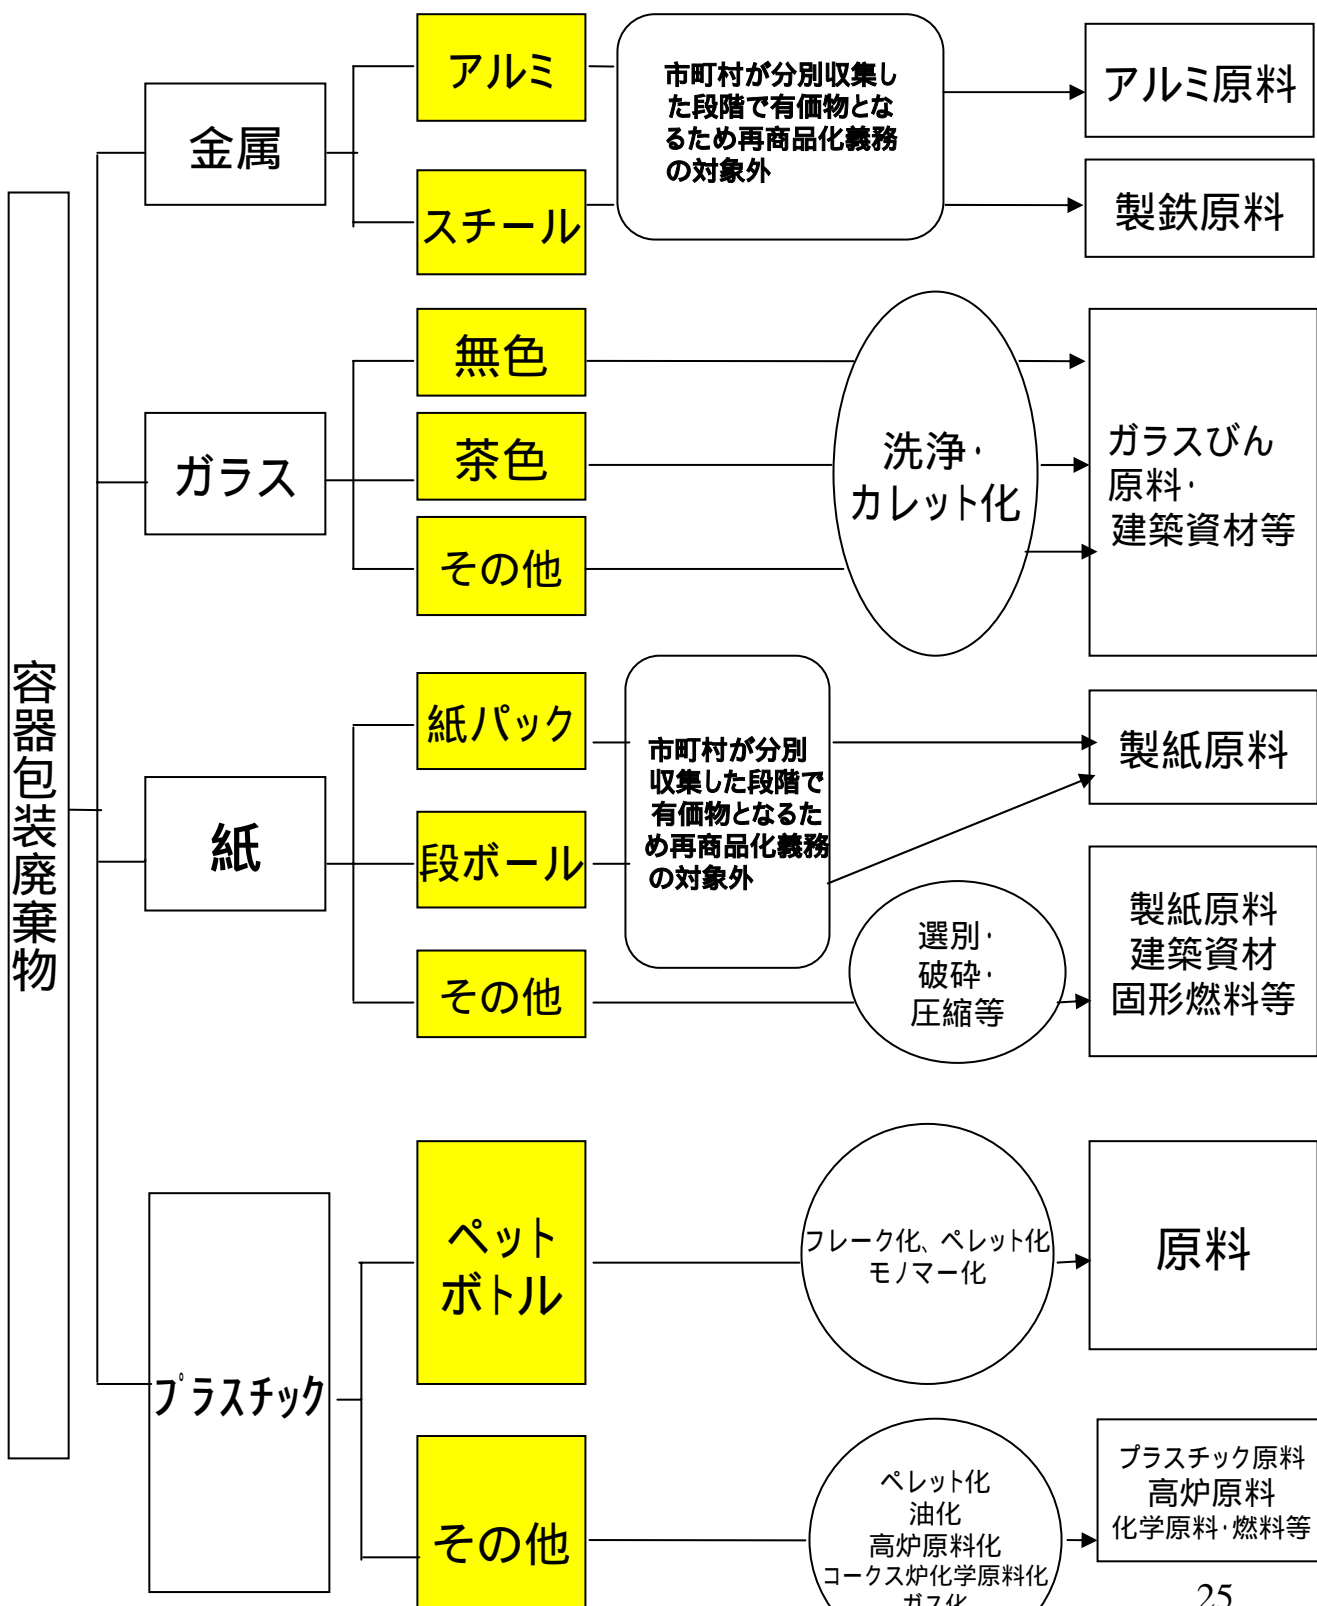 容器包装廃棄物
金属
アルミ
スチール
市町村が分別収集し
た段階で有価物とな
るため再商品化義務
の対象外
アルミ原料
製鉄原料
ガラス
無色
茶色
その他
洗浄・
カレット化
ガラスびん
原料・
建築資材等
紙
紙パック
段ボール
その他
市町村が分別
収集した段階で
有価物となるた
め再商品化義務
の対象外
選別・
破砕・
圧縮等
製紙原料
製紙原料
建築資材
固形燃料等
プラスチック
ペット
ボトル
その他
フレーク化、ペレット化
モノマー化
原料
ペレット化
油化
高炉原料化
コークス炉化学原料化
ガス化
プラスチック原料
高炉原料
化学原料・燃料等
25